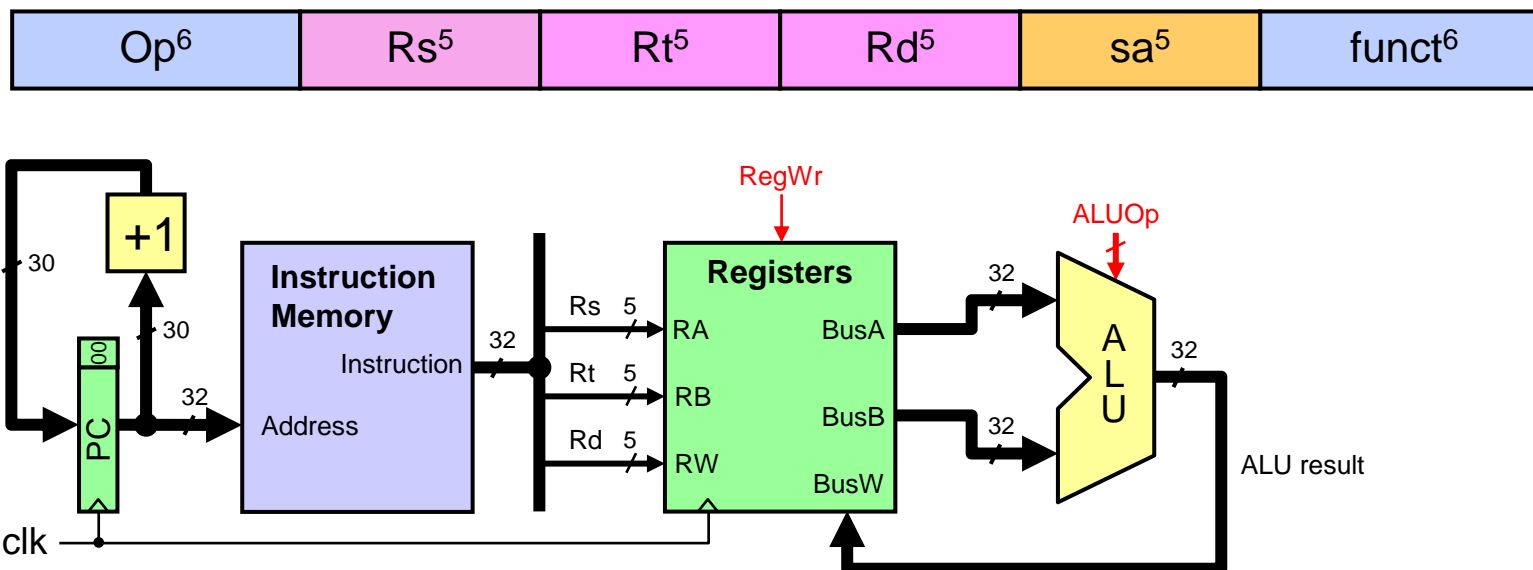 Op6 Rs5 Rt5 Rd5 sa5 funct6
RegWr
ALUOp
+1
30
30
00
PC
32
Instruction
Memory
Instruction
Address
32
Rs 5
Rt 5
Rd 5
Registers
RA
RB
RW
BusA
BusB
BusW
32
32
A
L
U
32
ALU result
clk